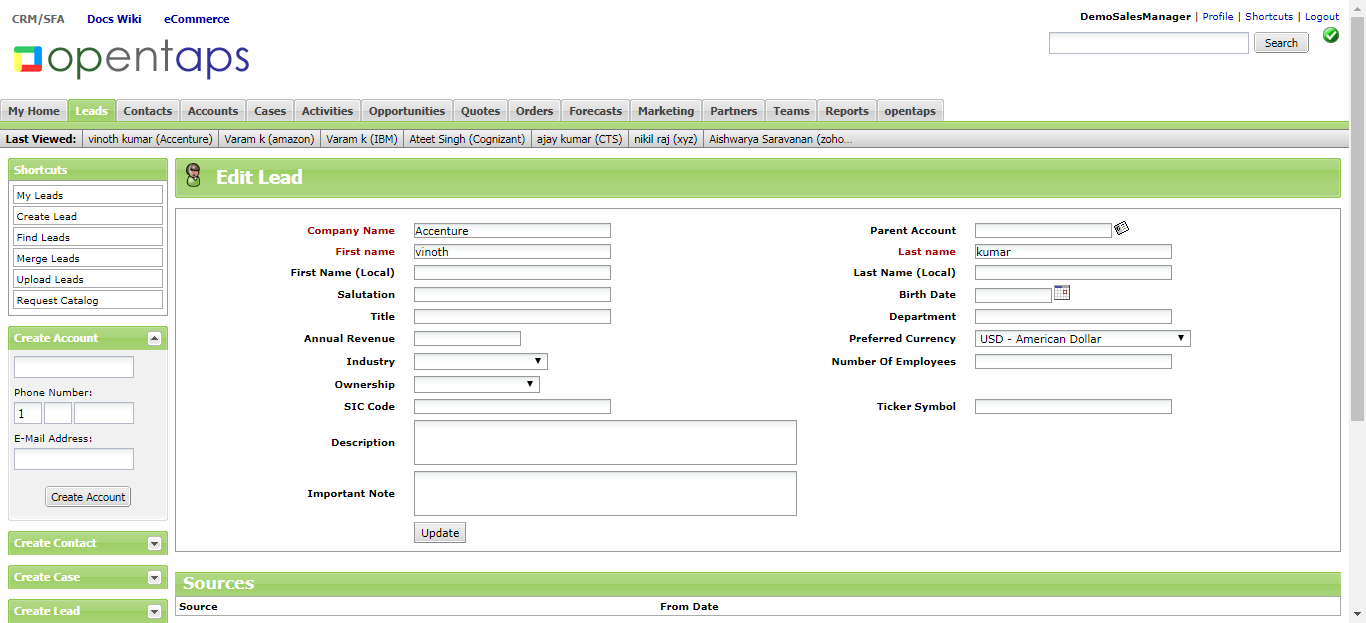 CRM/SFA Docs Wiki eCommerce
DemoSalesManager | Profile | Shortcuts | Logout
opentaps
Search
My Home Leads Contacts Accounts Cases Activities Opportunities Quotes Orders Forecasts Marketing Partners Teams Reports opentaps
Last Viewed: vinoth kumar (Accenture) Varam k (amazon) Varam k (IBM) Ateet Singh (Cognizant) ajay kumar (CTS) nikil raj (xyz) Aishwarya Saravanan (zoho...
Shortcuts
My Leads
Create Lead
Find Leads
Merge Leads
Upload Leads
Request Catalog
Create Account
Phone Number:
1
E-Mail Address:
Create Account
Create Contact
Create Case
Create Lead
Edit Lead
Company Name Accenture Parent Account
First name vinoth Last name kumar
First Name (Local) Last Name (Local)
Salutation Birth Date
Title Department
Annual Revenue Preferred Currency USD - American Dollar
Industry Number Of Employees
Ownership
SIC Code Ticker Symbol
Description
Important Note
Update
Sources
Source From Date